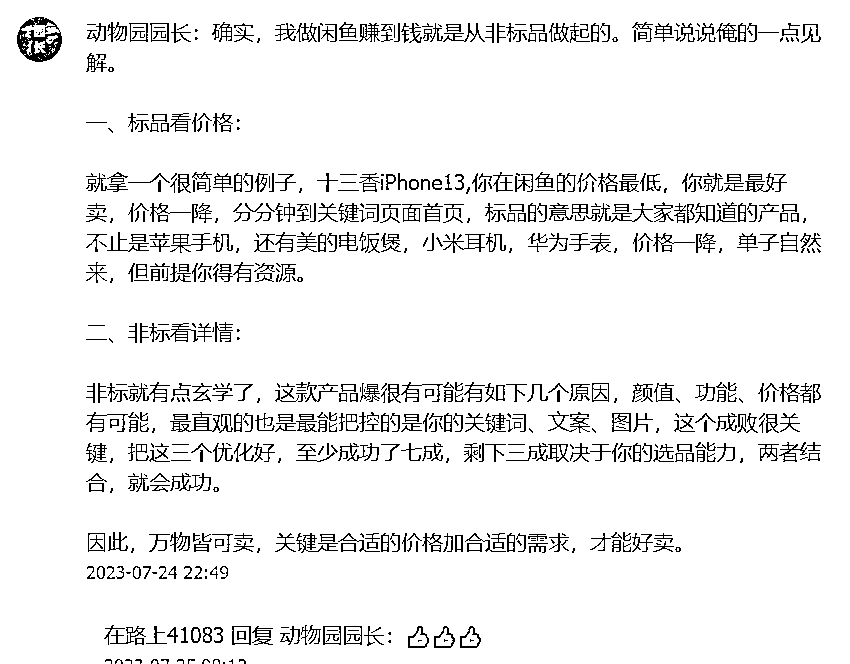 动物园园长：确实，我做闲鱼赚到钱就是从非标品做起的。简单说说俺的一点见
解。
一、标品看价格：
就拿一个很简单的例子，十三香iPhone13,你在闲鱼的价格最低，你就是最好
卖，价格一降，分分钟到关键词页面首页，标品的意思就是大家都知道的产品，
不止是苹果手机，还有美的电饭煲，小米耳机，华为手表，价格一降，单子自然
来，但前提你得有资源。
二、非标看详情：
非标就有点玄学了，这款产品爆很有可能有如下几个原因，颜值、功能、价格都
有可能，最直观的也是最能把控的是你的关键词、文案、图片，这个成败很关
键，把这三个优化好，至少成功了七成，剩下三成取决于你的选品能力，两者结
合，就会成功。
因此，万物皆可卖，关键是合适的价格加合适的需求，才能好卖。
2023-07-24 22:49
在路上41083 回复 动物园园长：